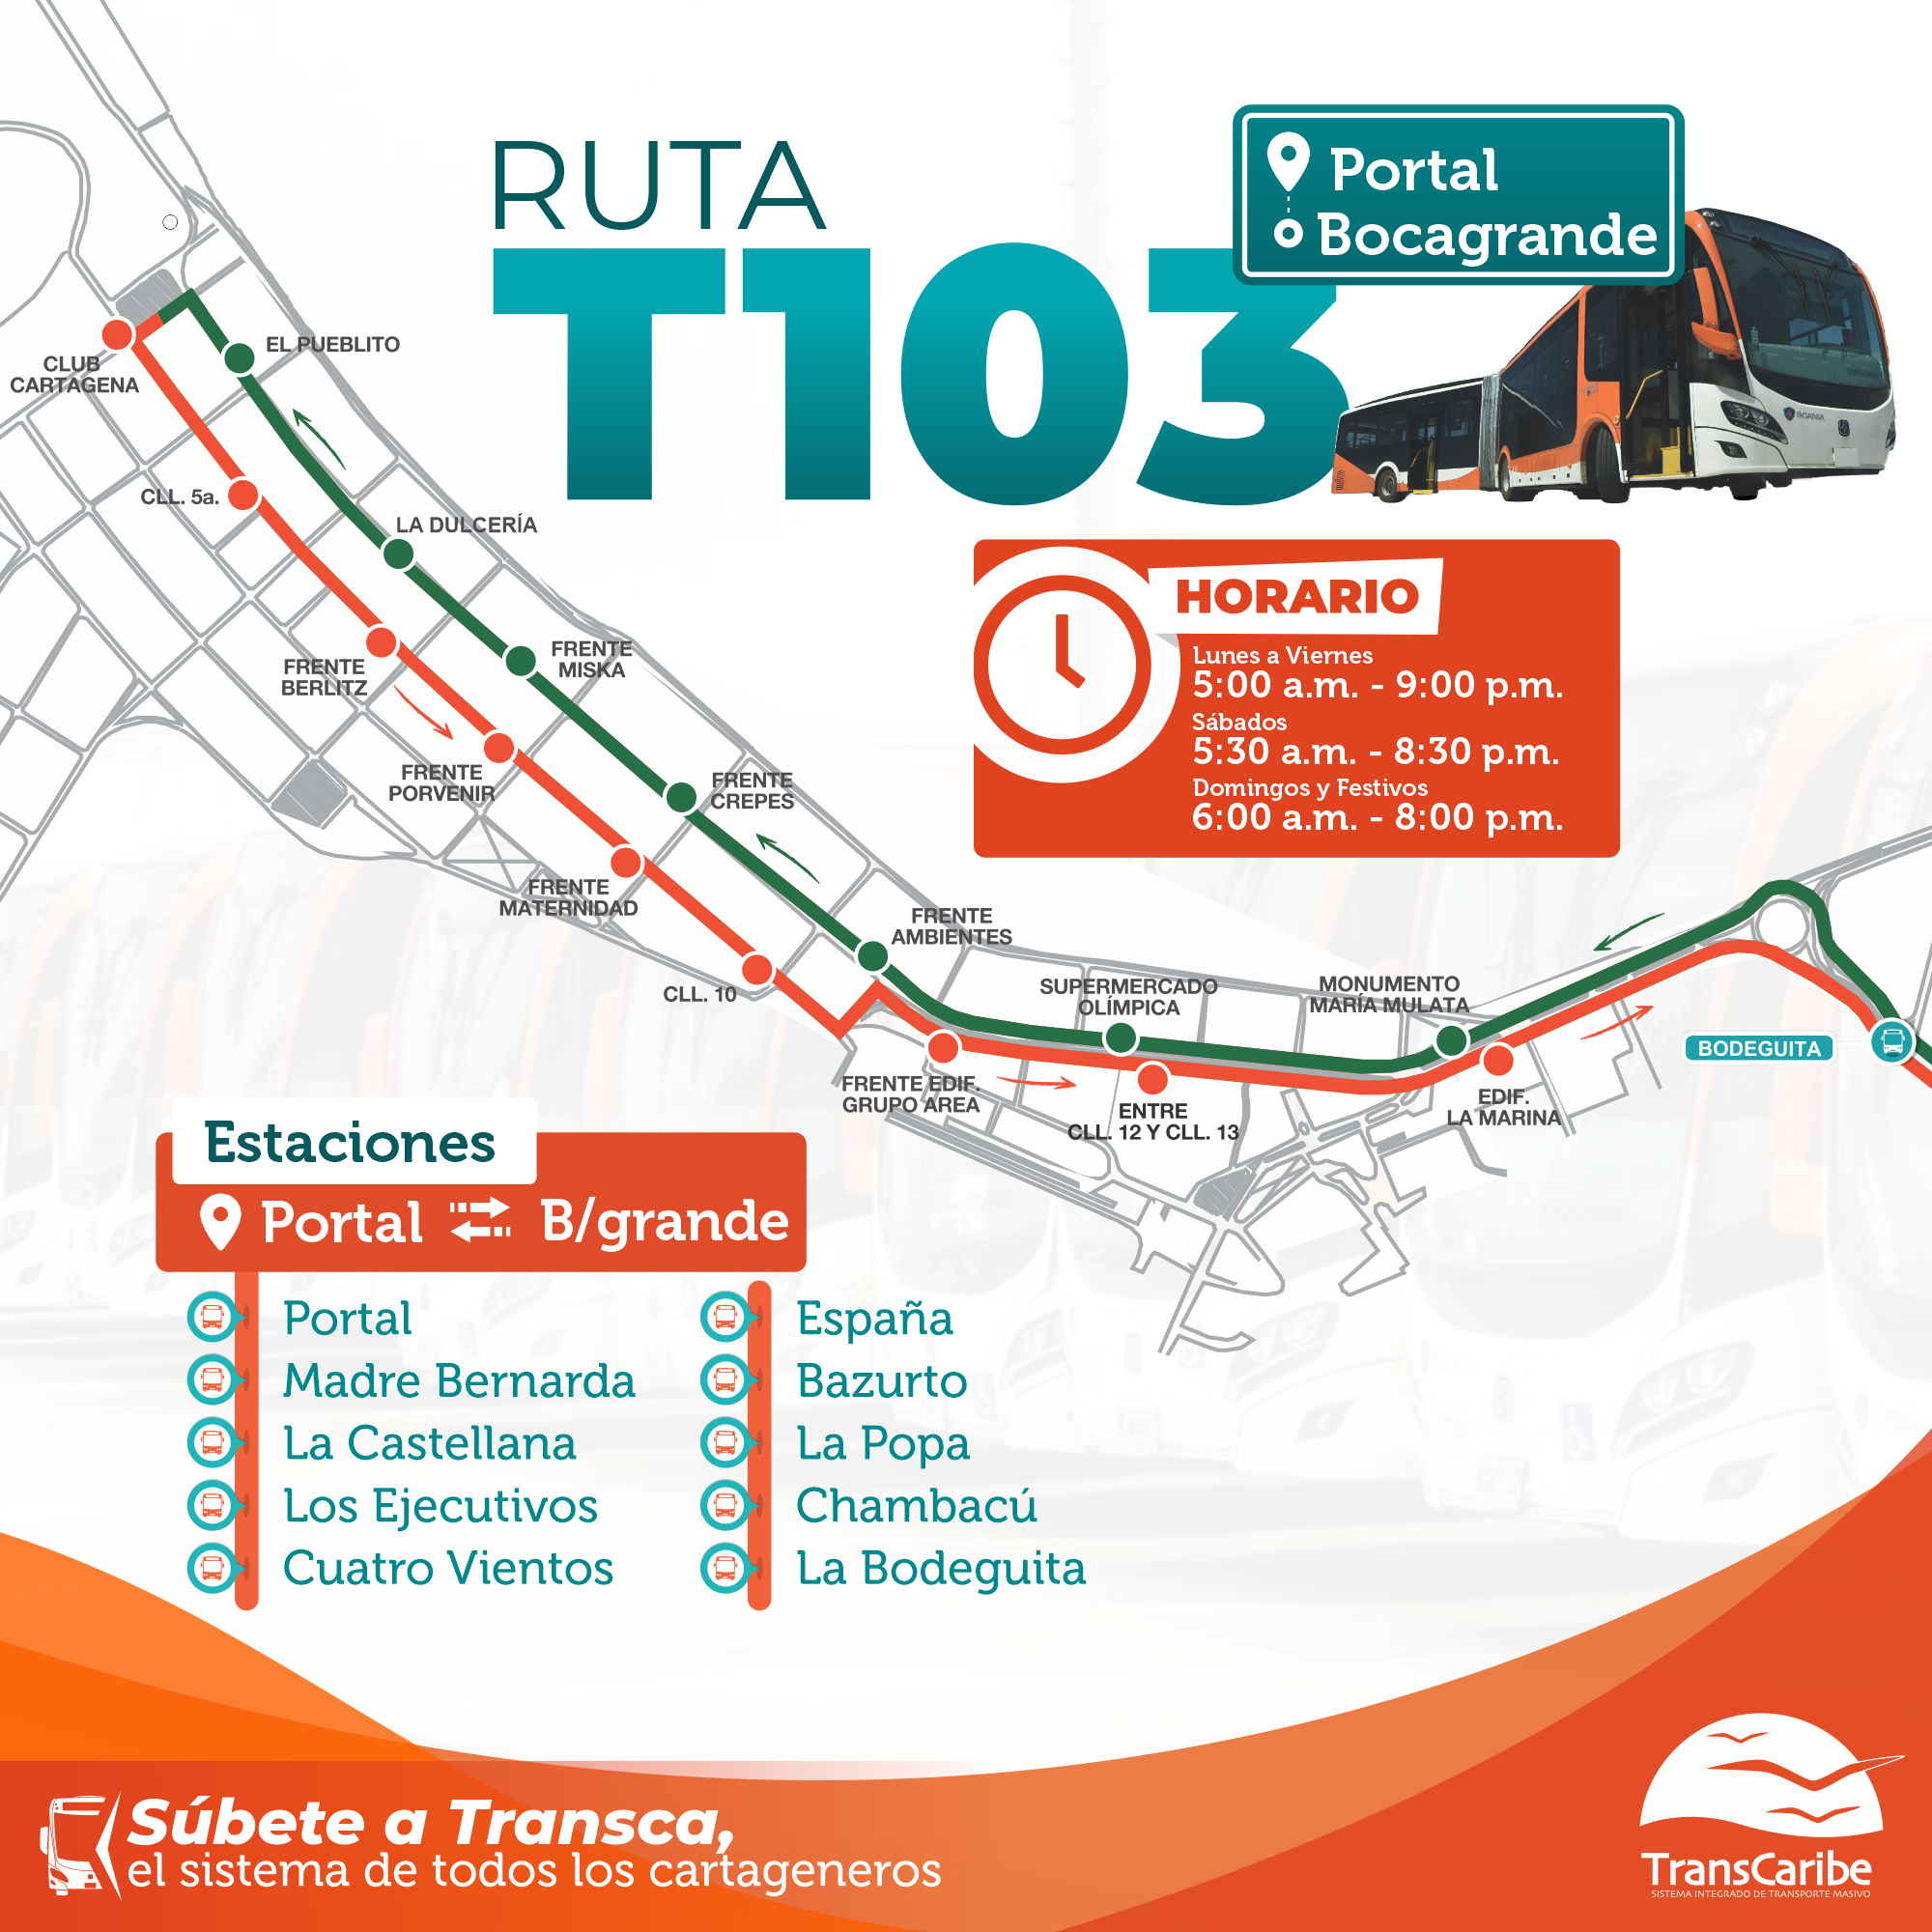 RUTA
T103
Portal
Bocagrande
SCANIA
HORARIO
Lunes a Viernes
5:00 a.m. - 9:00 p.m.
Sábados
5:30 a.m. - 8:30 p.m.
Domingos y Festivos
6:00 a.m. - 8:00 p.m.
EL PUEBLITO
CLUB
CARTAGENA
CLL. 5a.
LA DULCERÍA
FRENTE
MISKA
FRENTE
BERLITZ
FRENTE
PORVENIR
FRENTE
CREPES
FRENTE
MATERNIDAD
FRENTE
AMBIENTES
CLL. 10
SUPERMERCADO
OLÍMPICA
MONUMENTO
MARÍA MULATA
BODEGUITA
FRENTE EDIF.
GRUPO AREA
ENTRE
CLL. 12 Y CLL. 13
EDIF.
LA MARINA
Estaciones
Portal B/grande
Portal
Madre Bernarda
La Castellana
Los Ejecutivos
Cuatro Vientos
España
Bazurto
La Popa
Chambacú
La Bodeguita
Súbete a Transca,
el sistema de todos los cartageneros
TransCaribe
SISTEMA INTEGRADO DE TRANSPORTE MASIVO